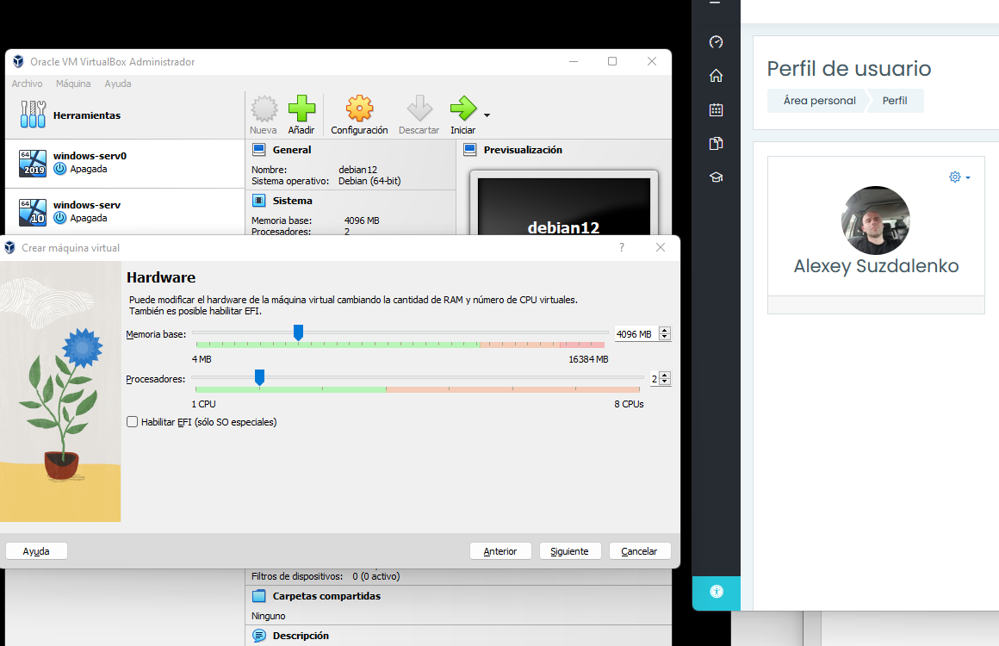 Oracle VM VirtualBox Administrador
Archivo Máquina Ayuda
Herramientas
Nueva Añadir Configuración Descartar Iniciar
64
2019
windows-serv0
Apagada
64
10
windows-serv
Apagada
General
Nombre: debian12
Sistema operativo: Debian (64-bit)
Sistema
Memoria base: 4096 MB
Procesadores: 2
Previsualización
debian12
Crear máquina virtual
?
Hardware
Puede modificar el hardware de la máquina virtual cambiando la cantidad de RAM y número de CPU virtuales.
También es posible habilitar EFI.
Memoria base: 4096 MB
4 MB 16384 MB
Procesadores: 2
1 CPU 8 CPUs
Habilitar EFI (sólo SO especiales)
Ayuda Anterior Siguiente Cancelar
Filtros de dispositivos: 0 (0 activo)
Carpetas compartidas
Ninguno
Descripción
Perfil de usuario
Área personal Perfil
Alexey Suzdalenko